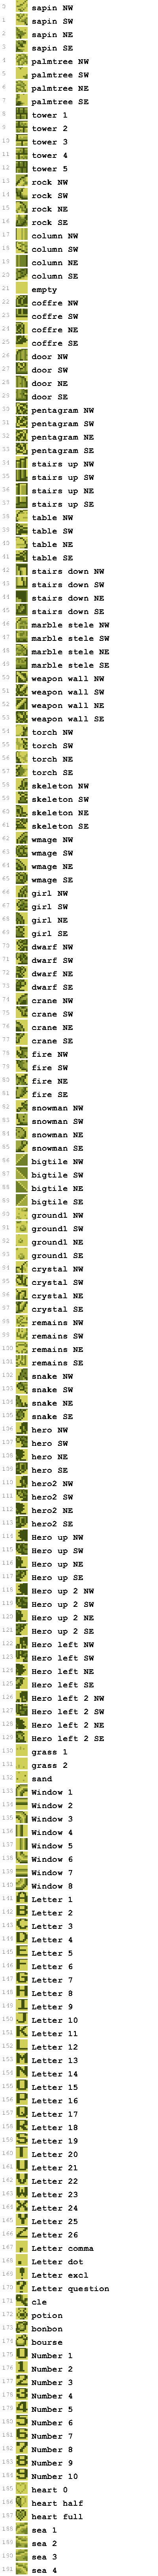 0 sapin NW
1 sapin SW
2 sapin NE
3 sapin SE
4 palmtree NW
5 palmtree SW
6 palmtree NE
7 palmtree SE
8 tower 1
9 tower 2
10 tower 3
11 tower 4
12 tower 5
13 rock NW
14 rock SW
15 rock NE
16 rock SE
17 column NW
18 column SW
19 column NE
20 column SE
21 empty
22 coffre NW
23 coffre SW
24 coffre NE
25 coffre SE
26 door NW
27 door SW
28 door NE
29 door SE
30 pentagram NW
31 pentagram SW
32 pentagram NE
33 pentagram SE
34 stairs up NW
35 stairs up SW
36 stairs up NE
37 stairs up SE
38 table NW
39 table SW
40 table NE
41 table SE
42 stairs down NW
43 stairs down SW
44 stairs down NE
45 stairs down SE
46 marble stele NW
47 marble stele SW
48 marble stele NE
49 marble stele SE
50 weapon wall NW
51 weapon wall SW
52 weapon wall NE
53 weapon wall SE
54 torch NW
55 torch SW
56 torch NE
57 torch SE
58 skeleton NW
59 skeleton SW
60 skeleton NE
61 skeleton SE
62 wmage NW
63 wmage SW
64 wmage NE
65 wmage SE
66 girl NW
67 girl SW
68 girl NE
69 girl SE
70 dwarf NW
71 dwarf SW
72 dwarf NE
73 dwarf SE
74 crane NW
75 crane SW
76 crane NE
77 crane SE
78 fire NW
79 fire SW
80 fire NE
81 fire SE
82 snowman NW
83 snowman SW
84 snowman NE
85 snowman SE
86 bigtile NW
87 bigtile SW
88 bigtile NE
89 bigtile SE
90 ground1 NW
91 ground1 SW
92 ground1 NE
93 ground1 SE
94 crystal NW
95 crystal SW
96 crystal NE
97 crystal SE
98 remains NW
99 remains SW
100 remains NE
101 remains SE
102 snake NW
103 snake SW
104 snake NE
105 snake SE
106 hero NW
107 hero SW
108 hero NE
109 hero SE
110 hero2 NW
111 hero2 SW
112 hero2 NE
113 hero2 SE
114 Hero up NW
115 Hero up SW
116 Hero up NE
117 Hero up SE
118 Hero up 2 NW
119 Hero up 2 SW
120 Hero up 2 NE
121 Hero up 2 SE
122 Hero left NW
123 Hero left SW
124 Hero left NE
125 Hero left SE
126 Hero left 2 NW
127 Hero left 2 SW
128 Hero left 2 NE
129 Hero left 2 SE
130 grass 1
131 grass 2
132 sand
133 Window 1
134 Window 2
135 Window 3
136 Window 4
137 Window 5
138 Window 6
139 Window 7
140 Window 8
141 A Letter 1
142 B Letter 2
143 C Letter 3
144 D Letter 4
145 E Letter 5
146 F Letter 6
147 G Letter 7
148 H Letter 8
149 I Letter 9
150 J Letter 10
151 K Letter 11
152 L Letter 12
153 M Letter 13
154 N Letter 14
155 O Letter 15
156 P Letter 16
157 Q Letter 17
158 R Letter 18
159 S Letter 19
160 T Letter 20
161 U Letter 21
162 V Letter 22
163 W Letter 23
164 X Letter 24
165 Y Letter 25
166 Z Letter 26
167 , Letter comma
168 . Letter dot
169 ! Letter excl
170 ? Letter question
171 cle
172 potion
173 bonbon
174 bourse
175 0 Number 1
176 1 Number 2
177 2 Number 3
178 3 Number 4
179 4 Number 5
180 5 Number 6
181 6 Number 7
182 7 Number 8
183 8 Number 9
184 9 Number 10
185 heart 0
186 heart half
187 heart full
188 sea 1
189 sea 2
190 sea 3
191 sea 4